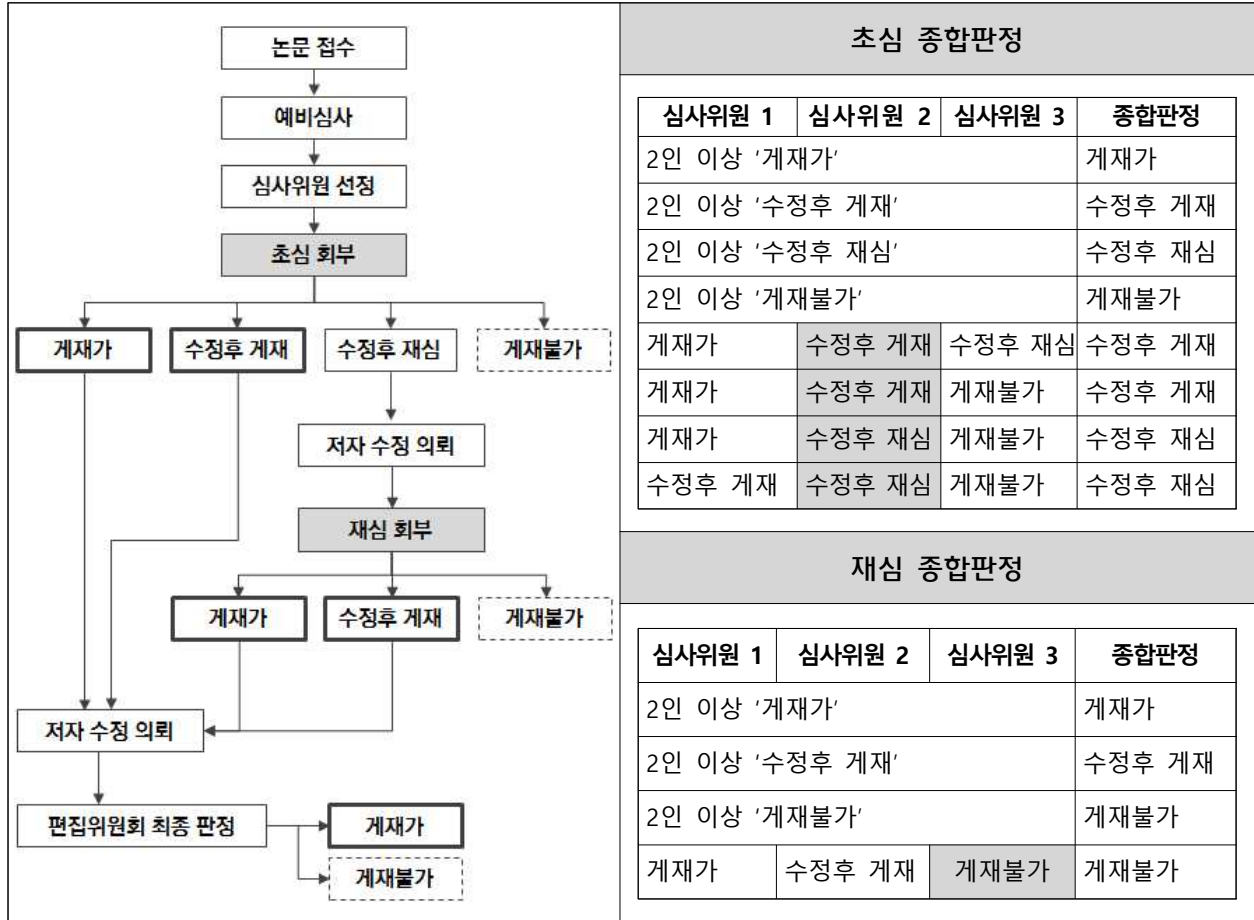 논문 접수
예비심사
심사위원 선정
초심 회부
게재가 수정후 게재 수정후 재심 게재불가
저자 수정 의뢰
재심 회부
게재가 수정후 게재 게재불가
저자 수정 의뢰
편집위원회 최종 판정 게재가
게재불가
초심 종합판정
심사위원 1 심사위원 2 심사위원 3 종합판정
2인 이상 '게재가' 게재가
2인 이상 '수정후 게재' 수정후 게재
2인 이상 '수정후 재심' 수정후 재심
2인 이상 '게재불가' 게재불가
게재가 수정후 게재 수정후 재심 수정후 게재
게재가 수정후 게재 게재불가 수정후 게재
게재가 수정후 재심 게재불가 수정후 재심
수정후 게재 수정후 재심 게재불가 수정후 재심
재심 종합판정
심사위원 1 심사위원 2 심사위원 3 종합판정
2인 이상 '게재가' 게재가
2인 이상 '수정후 게재' 수정후 게재
2인 이상 '게재불가' 게재불가
게재가 수정후 게재 게재불가 게재불가